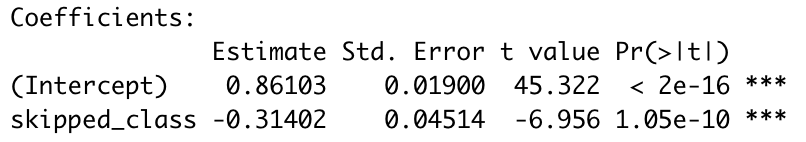 Coefficients:
Estimate Std. Error t value Pr(>|t|)
(Intercept) 0.86103 0.01900 45.322 < 2e-16 ***
skipped_class -0.31402 0.04514 -6.956 1.05e-10 ***